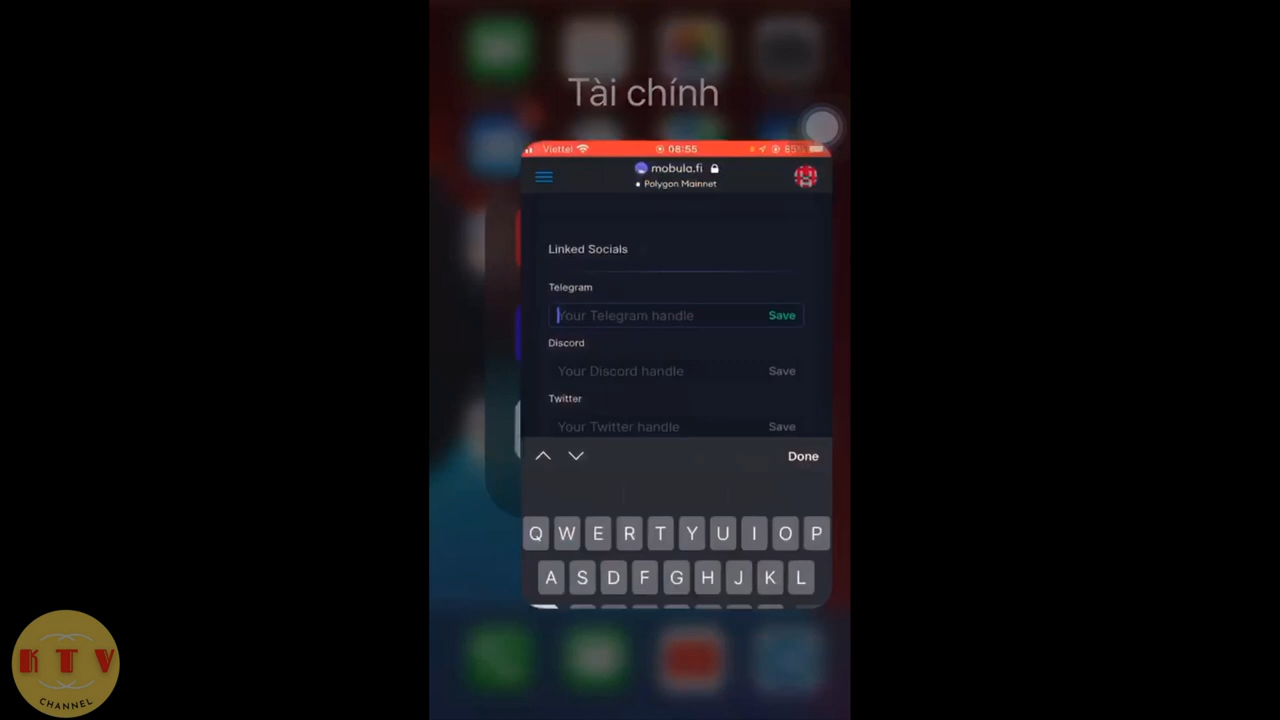 Tài chính
Viettel 08:55 85%
mobula.fi
Polygon Mainnet
Linked Socials
Telegram
Your Telegram handle Save
Discord
Your Discord handle Save
Twitter
Your Twitter handle Save
Done
Q W E R T Y U I O P
A S D F G H J K L
KTV
CHANNEL